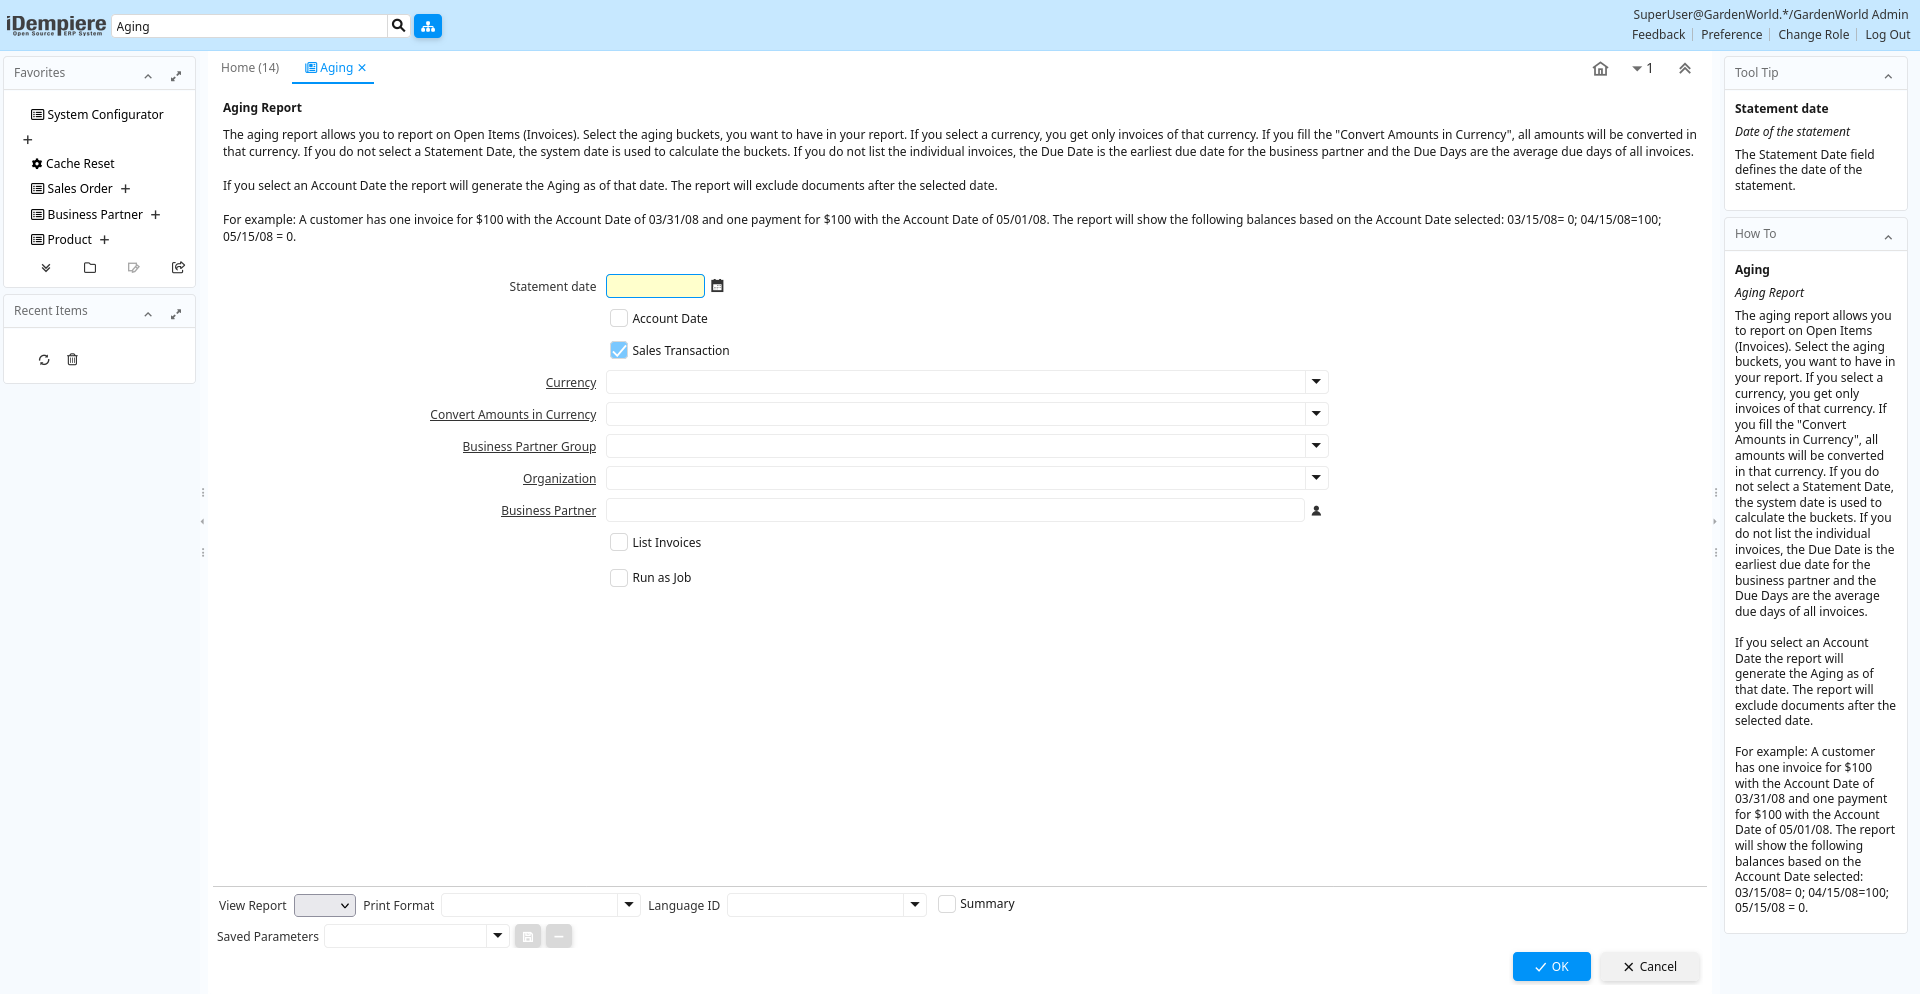 iDempiere
Open Source ERP System
Aging
SuperUser@GardenWorld.*/GardenWorld Admin
Feedback
Preference
Change Role
Log Out
Favorites
System Configurator
Cache Reset
Sales Order
Business Partner
Product
Recent Items
Home (14)
Aging
1
Aging Report
The aging report allows you to report on Open Items (Invoices). Select the aging buckets, you want to have in your report. If you select a currency, you get only invoices of that currency. If you fill the "Convert Amounts in Currency", all amounts will be converted in
that currency. If you do not select a Statement Date, the system date is used to calculate the buckets. If you do not list the individual invoices, the Due Date is the earliest due date for the business partner and the Due Days are the average due days of all invoices.
If you select an Account Date the report will generate the Aging as of that date. The report will exclude documents after the selected date.
For example: A customer has one invoice for $100 with the Account Date of 03/31/08 and one payment for $100 with the Account Date of 05/01/08. The report will show the following balances based on the Account Date selected: 03/15/08= 0; 04/15/08=100;
05/15/08 = 0.
Statement date
Account Date
Sales Transaction
Currency
Convert Amounts in Currency
Business Partner Group
Organization
Business Partner
List Invoices
Run as Job
View Report
Print Format
Language ID
Summary
Saved Parameters
OK
Cancel
Tool Tip
Statement date
Date of the statement
The Statement Date field
defines the date of the
statement.
How To
Aging
Aging Report
The aging report allows you
to report on Open Items
(Invoices). Select the aging
buckets, you want to have in
your report. If you select a
currency, you get only
invoices of that currency. If
you fill the "Convert
Amounts in Currency", all
amounts will be converted
in that currency. If you do
not select a Statement Date,
the system date is used to
calculate the buckets. If you
do not list the individual
invoices, the Due Date is the
earliest due date for the
business partner and the
Due Days are the average
due days of all invoices.
If you select an Account
Date the report will
generate the Aging as of
that date. The report will
exclude documents after the
selected date.
For example: A customer
has one invoice for $100
with the Account Date of
03/31/08 and one payment
for $100 with the Account
Date of 05/01/08. The report
will show the following
balances based on the
Account Date selected:
03/15/08= 0; 04/15/08=100;
05/15/08 = 0.